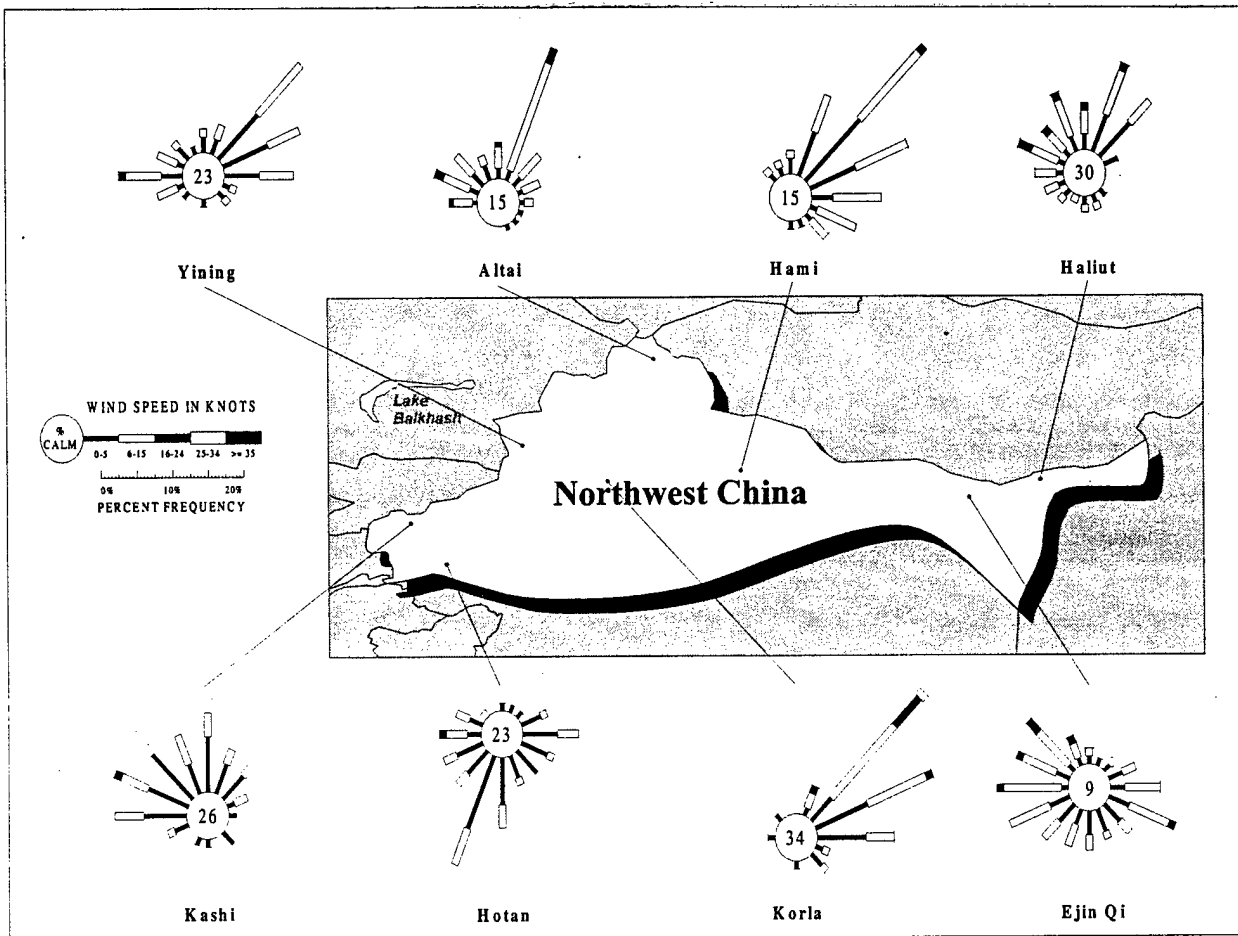 23
15
15
30
Yining
Altai
Hami
Haliut
Lake
Balkhash
WIND SPEED IN KNOTS
%
CALM
0-5 6-15 16-24 25-34 >= 35
0% 10% 20%
PERCENT FREQUENCY
Northwest China
26
23
34
9
Kashi
Hotan
Korla
Ejin Qi